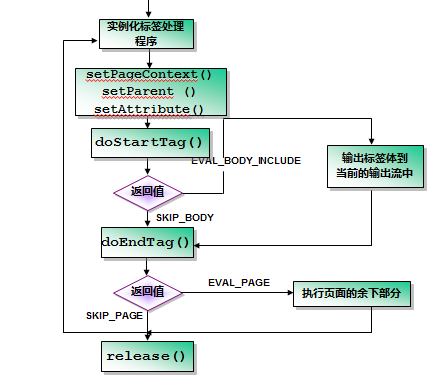 实例化标签处理
程序
setPageContext()
setParent ()
setAttribute()
doStartTag()
EVAL_BODY_INCLUDE
输出标签体到
当前的输出流中
返回值
SKIP_BODY
doEndTag()
返回值
EVAL_PAGE
执行页面的余下部分
SKIP_PAGE
release()